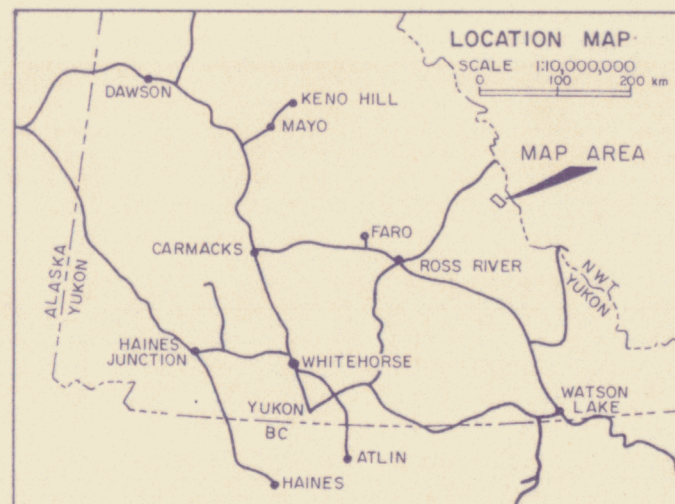 LOCATION MAP
SCALE 1:10,000,000
0 100 200 km
DAWSON
KENO HILL
MAYO
MAP AREA
FARO
CARMACKS
ROSS RIVER
ALASKA
YUKON
NWT
YUKON
HAINES
JUNCTION
WHITEHORSE
WATSON
LAKE
YUKON
BC
ATLIN
HAINES